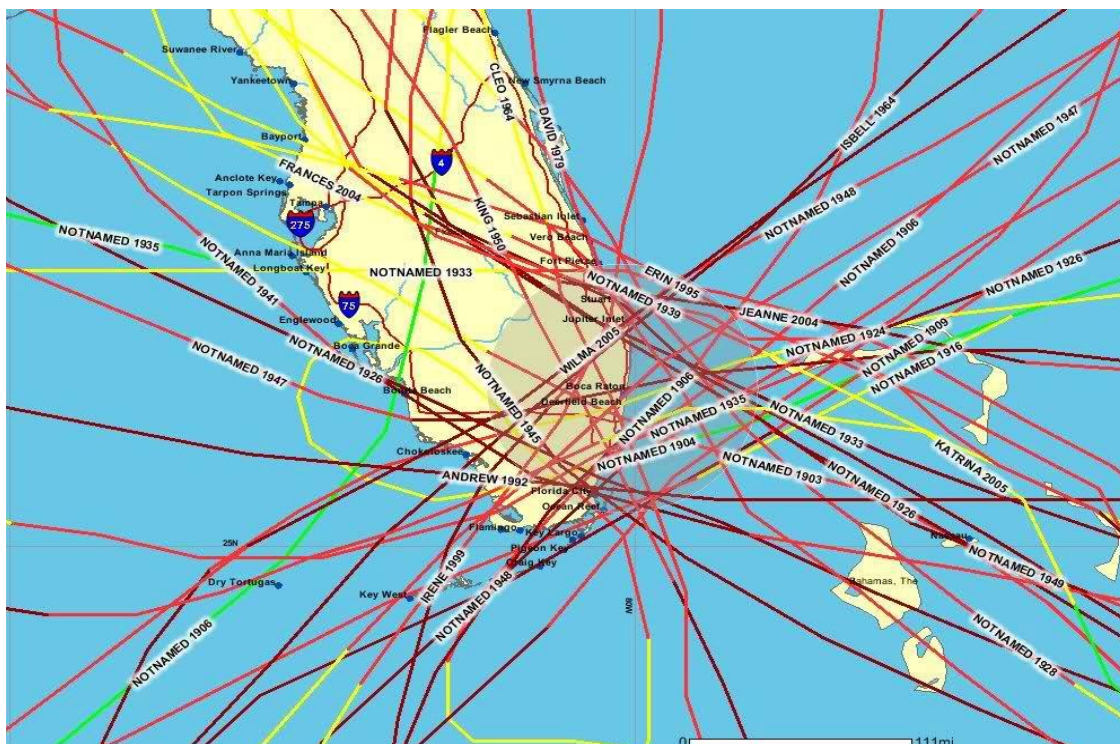 Flagler Beach
Suwanee River
CLEO 1964
Yankeetown
New Smyrna Beach
DAVID 1979
ISBELL 1964
NOTNAMED 1947
Bayport
4
FRANCES 2004
Anclote Key
Tarpon Springs
Tampa
KING 1950
NOTNAMED 1948
275
Sebastian Inlet
NOTNAMED 1906
NOTNAMED 1935
Vero Beach
Anna Maria Island
Fort Pierce
NOTNAMED 1926
Longboat Key
NOTNAMED 1933
NOTNAMED 1941
ERIN 1995
NOTNAMED 1939
75
Stuart
JEANNE 2004
Englewood
Jupiter Inlet
NOTNAMED 1924
NOTNAMED 1909
Boca Grande
WILMA 2005
NOTNAMED 1916
NOTNAMED 1926
NOTNAMED 1947
Bonita Beach
Boca Raton
Deerfield Beach
NOTNAMED 1906
NOTNAMED 1935
NOTNAMED 1945
NOTNAMED 1933
Chokoloskee
NOTNAMED 1904
KATRINA 2005
ANDREW 1992
NOTNAMED 1903
Florida City
NOTNAMED 1926
Ocean Reef
Flamingo
Key Largo
Nassau
25N
Pigeon Key
Craig Key
NOTNAMED 1949
IRENE 1999
Dry Tortugas
Bahamas, The
Key West
NOTNAMED 1948
80W
NOTNAMED 1906
NOTNAMED 1928
0
111mi